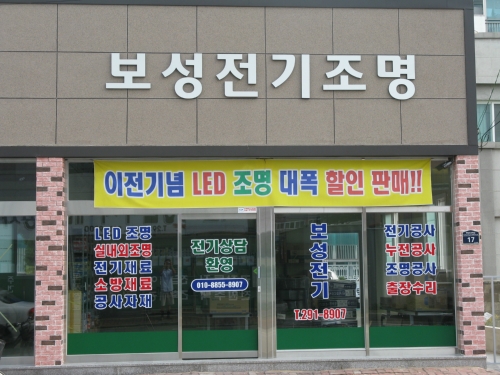 보성전기조명
이전기념 LED 조명 대폭 할인 판매!!
LED 조명
실내외조명
전기재료
소방재료
공사자재
전기상담
환영
010-8855-8907
보성전기
T.291-8907
전기공사
누전공사
조명공사
출장수리
17